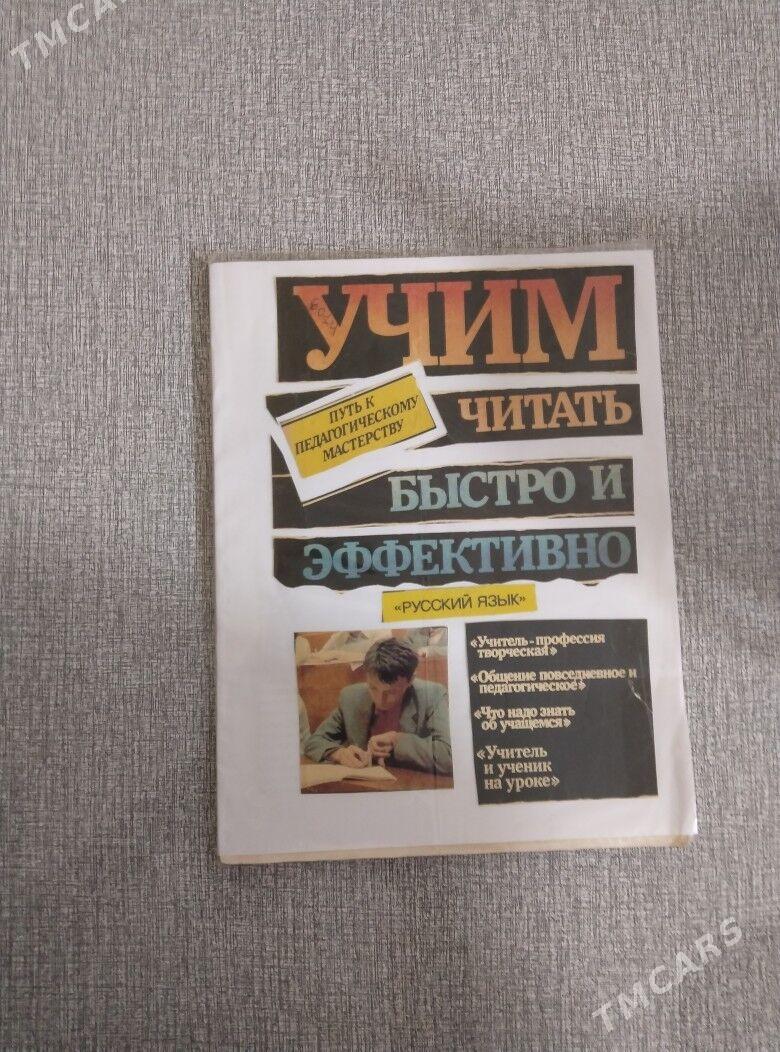 TMCARS
УЧИМ
ПУТЬ К
ПЕДАГОГИЧЕСКОМУ
МАСТЕРСТВУ
ЧИТАТЬ
БЫСТРО И
ЭФФЕКТИВНО
«РУССКИЙ ЯЗЫК»
«Учитель-профессия
творческая»
«Общение повседневное и
педагогическое»
«Что надо знать
об учащемся»
«Учитель
и ученик
на уроке»
TMCARS